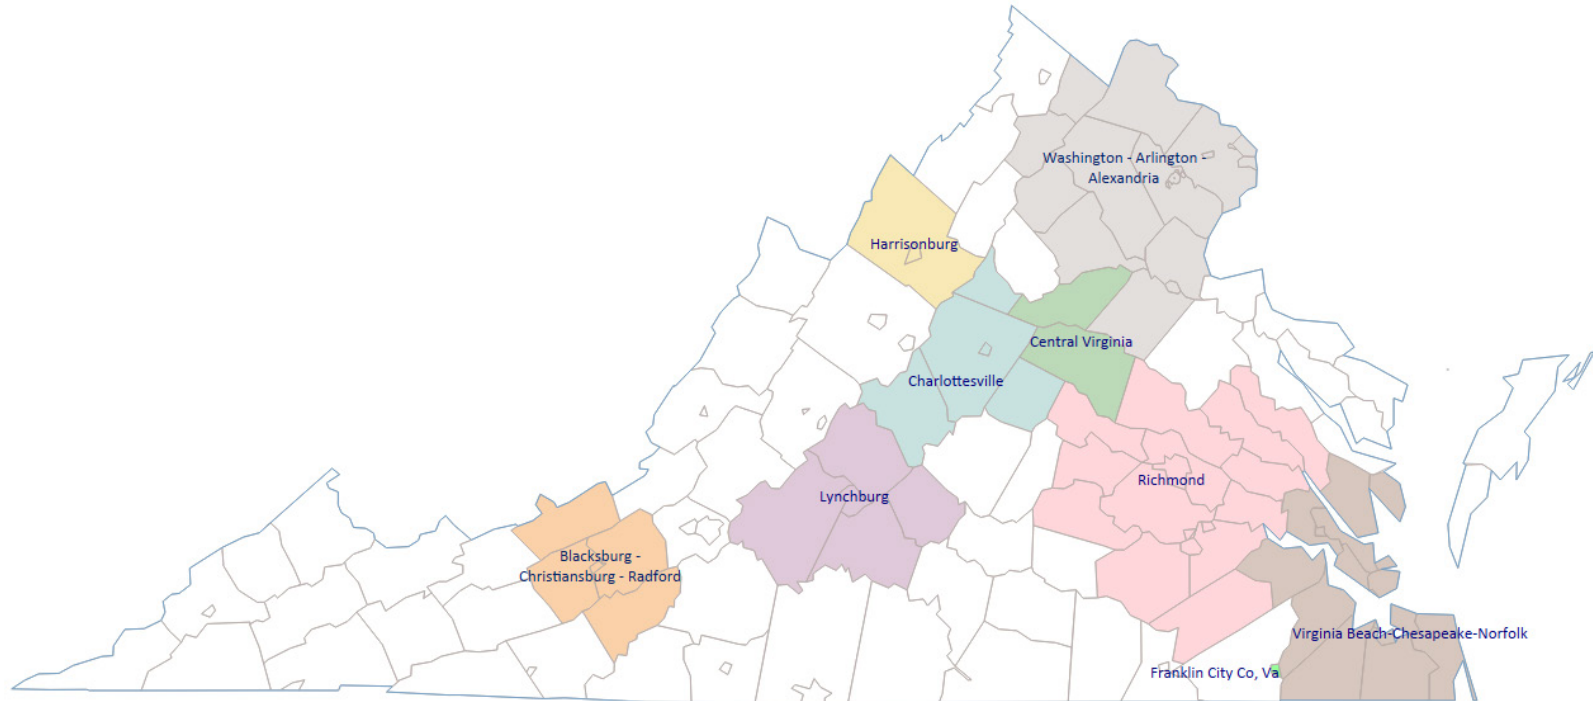 Washington - Arlington -
Alexandria
Harrisonburg
Central Virginia
Charlottesville
Richmond
Lynchburg
Blacksburg -
Christiansburg - Radford
Virginia Beach-Chesapeake-Norfolk
Franklin City Co, Va